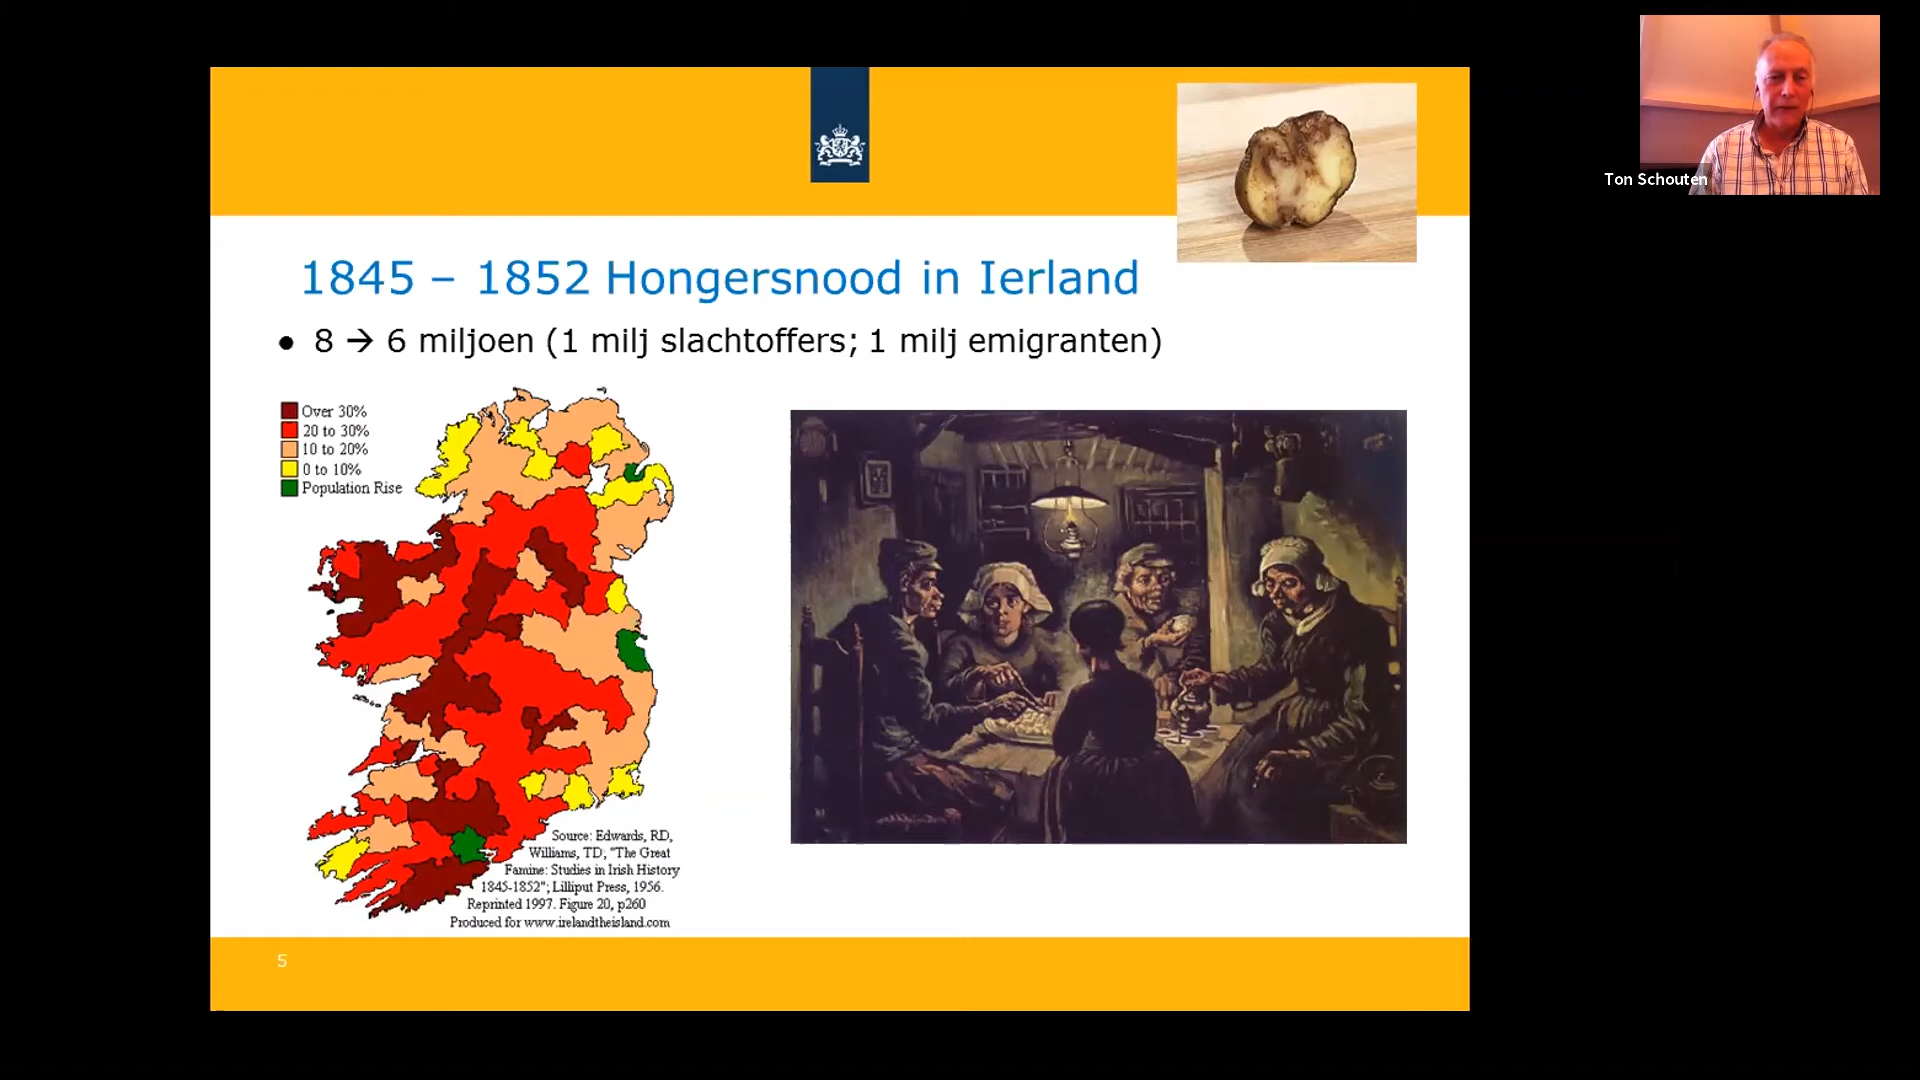 Ton Schouten
1845 – 1852 Hongersnood in Ierland
● 8 → 6 miljoen (1 milj slachtoffers; 1 milj emigranten)
Over 30%
20 to 30%
10 to 20%
0 to 10%
Population Rise
Source: Edwards, RD,
Williams, TD; "The Great
Famine: Studies in Irish History
1845-1852"; Lilliput Press, 1956.
Reprinted 1997. Figure 20, p260
Produced for www.irelandtheisland.com
5